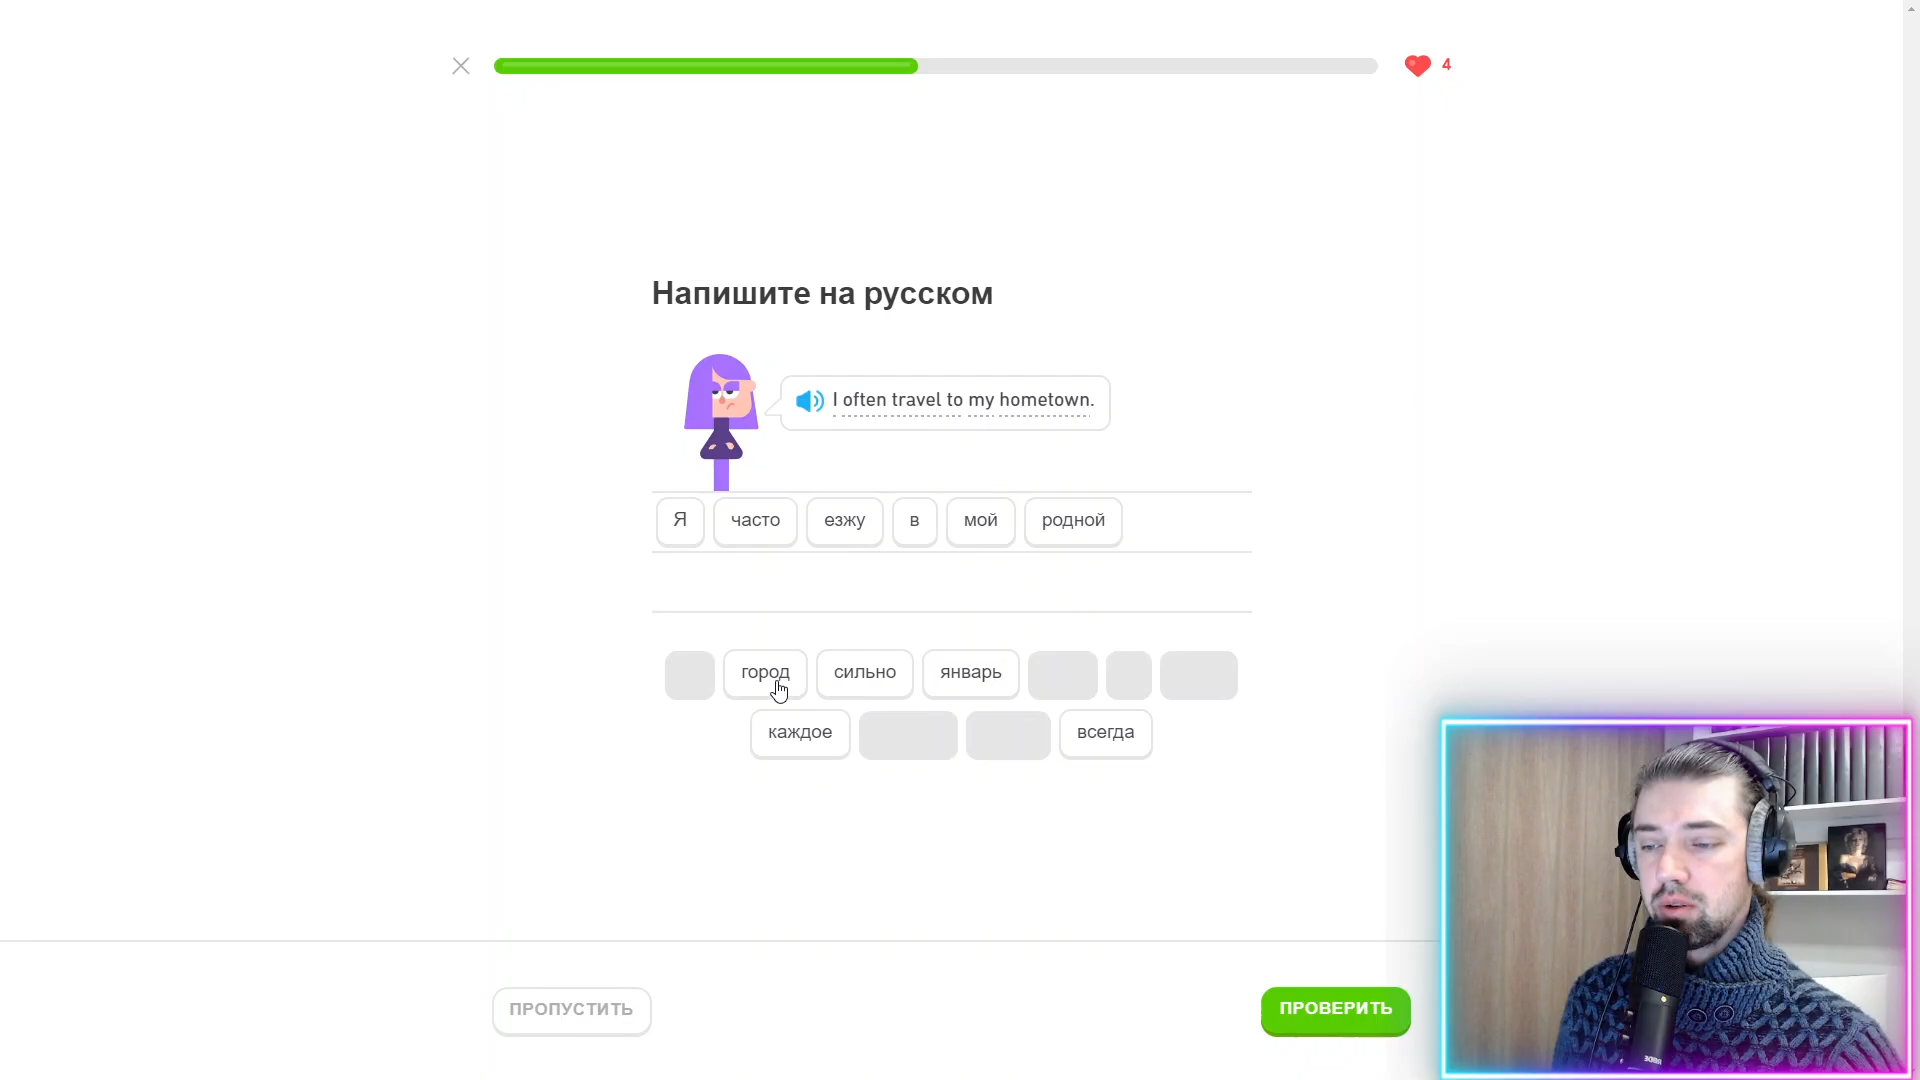 4
Напишите на русском
I often travel to my hometown.
Я часто езжу в мой родной
город сильно январь
каждое всегда
ПРОПУСТИТЬ ПРОВЕРИТЬ
RODE